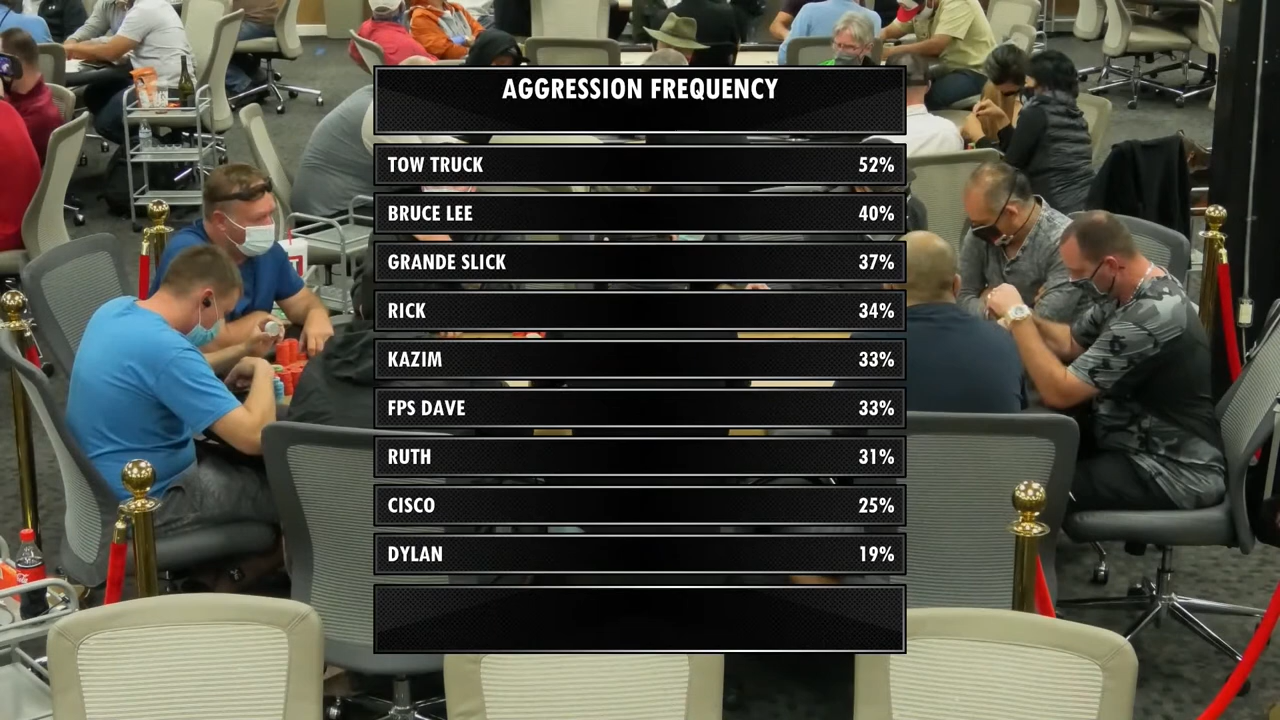 AGGRESSION FREQUENCY
TOW TRUCK 52%
BRUCE LEE 40%
GRANDE SLICK 37%
RICK 34%
KAZIM 33%
FPS DAVE 33%
RUTH 31%
CISCO 25%
DYLAN 19%